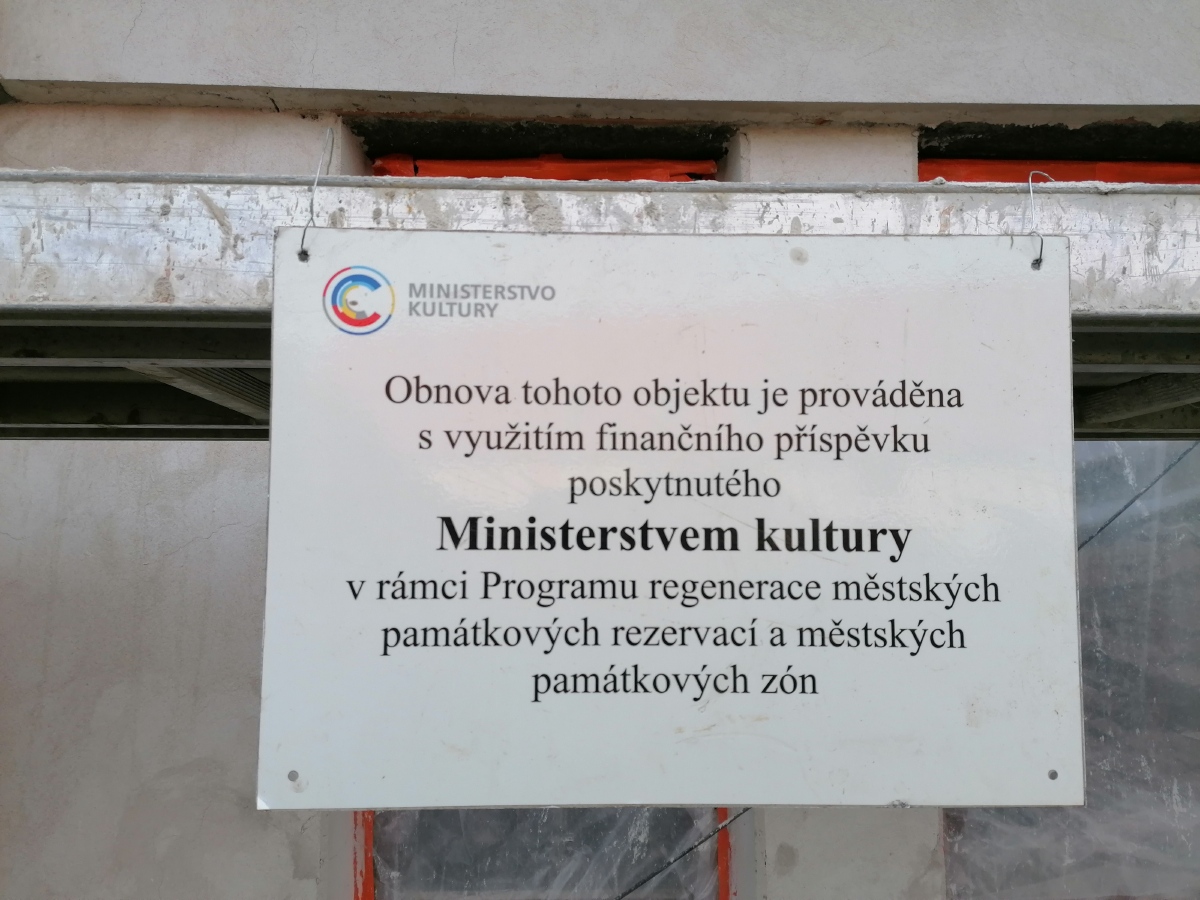 MINISTERSTVO
KULTURY
Obnova tohoto objektu je prováděna
s využitím finančního příspěvku
poskytnutého
Ministerstvem kultury
v rámci Programu regenerace městských
památkových rezervací a městských
památkových zón